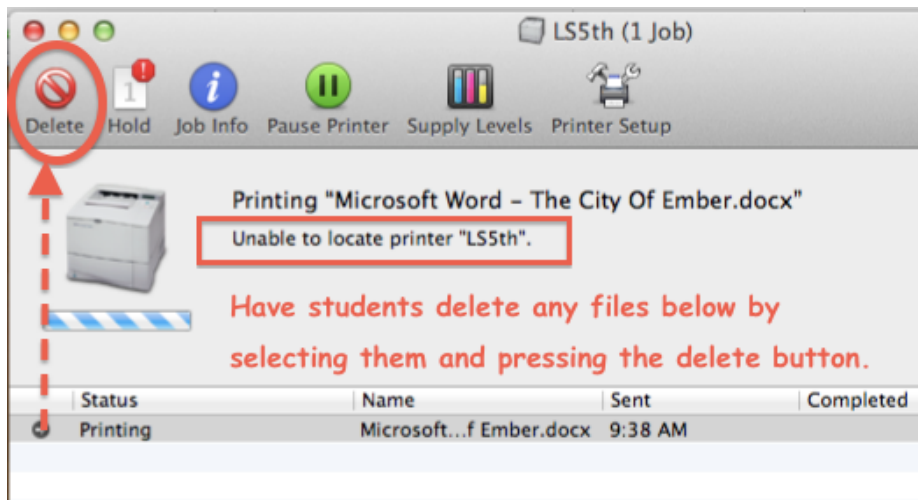 LS5th (1 Job)
1
Delete Hold Job Info Pause Printer Supply Levels Printer Setup
Printing "Microsoft Word – The City Of Ember.docx"
Unable to locate printer "LS5th".
Have students delete any files below by
selecting them and pressing the delete button.
Status Name Sent Completed
Printing Microsoft...f Ember.docx 9:38 AM